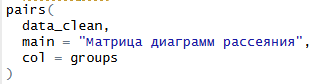 pairs(
  data_clean,
  main = "Матрица диаграмм рассеяния",
  col = groups
)